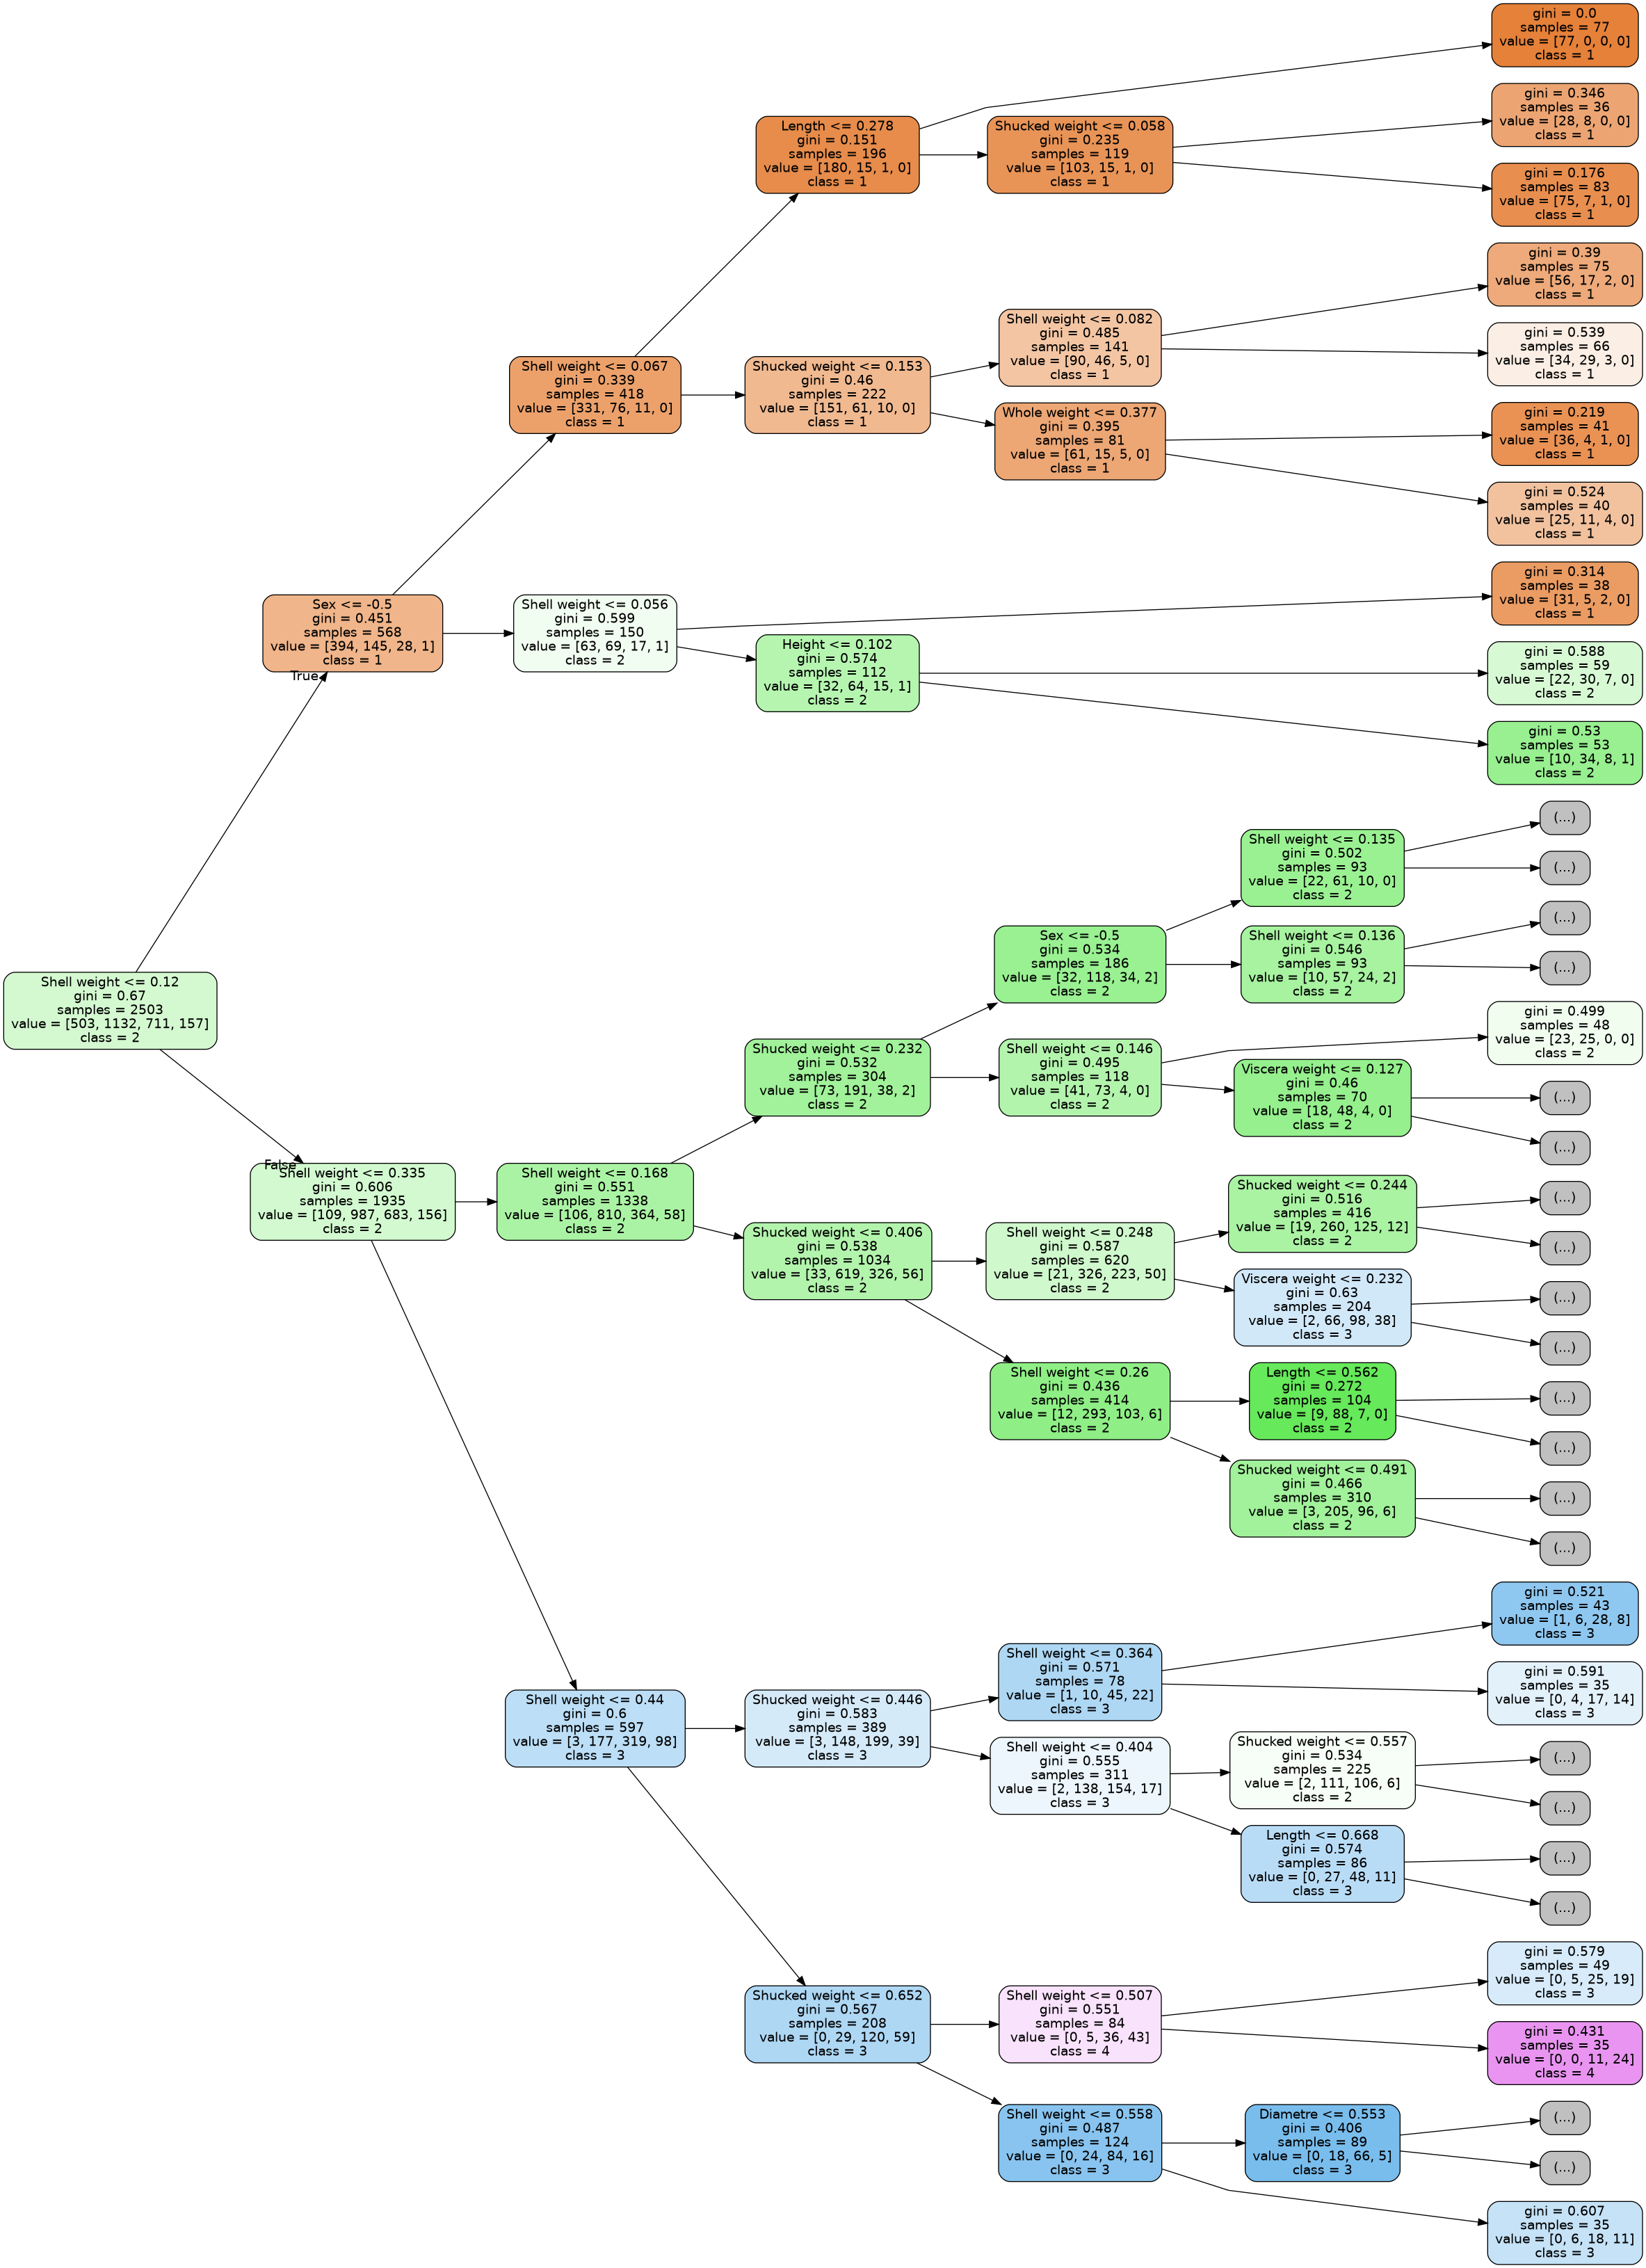 gini = 0.0
samples = 77
value = [77, 0, 0, 0]
class = 1
gini = 0.346
samples = 36
value = [28, 8, 0, 0]
class = 1
Length <= 0.278
gini = 0.151
samples = 196
value = [180, 15, 1, 0]
class = 1
Shucked weight <= 0.058
gini = 0.235
samples = 119
value = [103, 15, 1, 0]
class = 1
gini = 0.176
samples = 83
value = [75, 7, 1, 0]
class = 1
gini = 0.39
samples = 75
value = [56, 17, 2, 0]
class = 1
Shell weight <= 0.082
gini = 0.485
samples = 141
value = [90, 46, 5, 0]
class = 1
gini = 0.539
samples = 66
value = [34, 29, 3, 0]
class = 1
Shell weight <= 0.067
gini = 0.339
samples = 418
value = [331, 76, 11, 0]
class = 1
Shucked weight <= 0.153
gini = 0.46
samples = 222
value = [151, 61, 10, 0]
class = 1
Whole weight <= 0.377
gini = 0.395
samples = 81
value = [61, 15, 5, 0]
class = 1
gini = 0.219
samples = 41
value = [36, 4, 1, 0]
class = 1
gini = 0.524
samples = 40
value = [25, 11, 4, 0]
class = 1
gini = 0.314
samples = 38
value = [31, 5, 2, 0]
class = 1
Sex <= -0.5
gini = 0.451
samples = 568
value = [394, 145, 28, 1]
class = 1
True
Shell weight <= 0.056
gini = 0.599
samples = 150
value = [63, 69, 17, 1]
class = 2
Height <= 0.102
gini = 0.574
samples = 112
value = [32, 64, 15, 1]
class = 2
gini = 0.588
samples = 59
value = [22, 30, 7, 0]
class = 2
gini = 0.53
samples = 53
value = [10, 34, 8, 1]
class = 2
(...)
Shell weight <= 0.135
gini = 0.502
samples = 93
value = [22, 61, 10, 0]
class = 2
(...)
(...)
Sex <= -0.5
gini = 0.534
samples = 186
value = [32, 118, 34, 2]
class = 2
Shell weight <= 0.136
gini = 0.546
samples = 93
value = [10, 57, 24, 2]
class = 2
(...)
Shell weight <= 0.12
gini = 0.67
samples = 2503
value = [503, 1132, 711, 157]
class = 2
gini = 0.499
samples = 48
value = [23, 25, 0, 0]
class = 2
Shucked weight <= 0.232
gini = 0.532
samples = 304
value = [73, 191, 38, 2]
class = 2
Shell weight <= 0.146
gini = 0.495
samples = 118
value = [41, 73, 4, 0]
class = 2
Viscera weight <= 0.127
gini = 0.46
samples = 70
value = [18, 48, 4, 0]
class = 2
(...)
(...)
False
Shell weight <= 0.335
gini = 0.606
samples = 1935
value = [109, 987, 683, 156]
class = 2
Shell weight <= 0.168
gini = 0.551
samples = 1338
value = [106, 810, 364, 58]
class = 2
Shucked weight <= 0.244
gini = 0.516
samples = 416
value = [19, 260, 125, 12]
class = 2
(...)
(...)
Shucked weight <= 0.406
gini = 0.538
samples = 1034
value = [33, 619, 326, 56]
class = 2
Shell weight <= 0.248
gini = 0.587
samples = 620
value = [21, 326, 223, 50]
class = 2
Viscera weight <= 0.232
gini = 0.63
samples = 204
value = [2, 66, 98, 38]
class = 3
(...)
(...)
Shell weight <= 0.26
gini = 0.436
samples = 414
value = [12, 293, 103, 6]
class = 2
Length <= 0.562
gini = 0.272
samples = 104
value = [9, 88, 7, 0]
class = 2
(...)
(...)
Shucked weight <= 0.491
gini = 0.466
samples = 310
value = [3, 205, 96, 6]
class = 2
(...)
(...)
gini = 0.521
samples = 43
value = [1, 6, 28, 8]
class = 3
Shell weight <= 0.364
gini = 0.571
samples = 78
value = [1, 10, 45, 22]
class = 3
gini = 0.591
samples = 35
value = [0, 4, 17, 14]
class = 3
Shell weight <= 0.44
gini = 0.6
samples = 597
value = [3, 177, 319, 98]
class = 3
Shucked weight <= 0.446
gini = 0.583
samples = 389
value = [3, 148, 199, 39]
class = 3
Shell weight <= 0.404
gini = 0.555
samples = 311
value = [2, 138, 154, 17]
class = 3
Shucked weight <= 0.557
gini = 0.534
samples = 225
value = [2, 111, 106, 6]
class = 2
(...)
(...)
Length <= 0.668
gini = 0.574
samples = 86
value = [0, 27, 48, 11]
class = 3
(...)
(...)
gini = 0.579
samples = 49
value = [0, 5, 25, 19]
class = 3
Shucked weight <= 0.652
gini = 0.567
samples = 208
value = [0, 29, 120, 59]
class = 3
Shell weight <= 0.507
gini = 0.551
samples = 84
value = [0, 5, 36, 43]
class = 4
gini = 0.431
samples = 35
value = [0, 0, 11, 24]
class = 4
Shell weight <= 0.558
gini = 0.487
samples = 124
value = [0, 24, 84, 16]
class = 3
Diametre <= 0.553
gini = 0.406
samples = 89
value = [0, 18, 66, 5]
class = 3
(...)
(...)
gini = 0.607
samples = 35
value = [0, 6, 18, 11]
class = 3